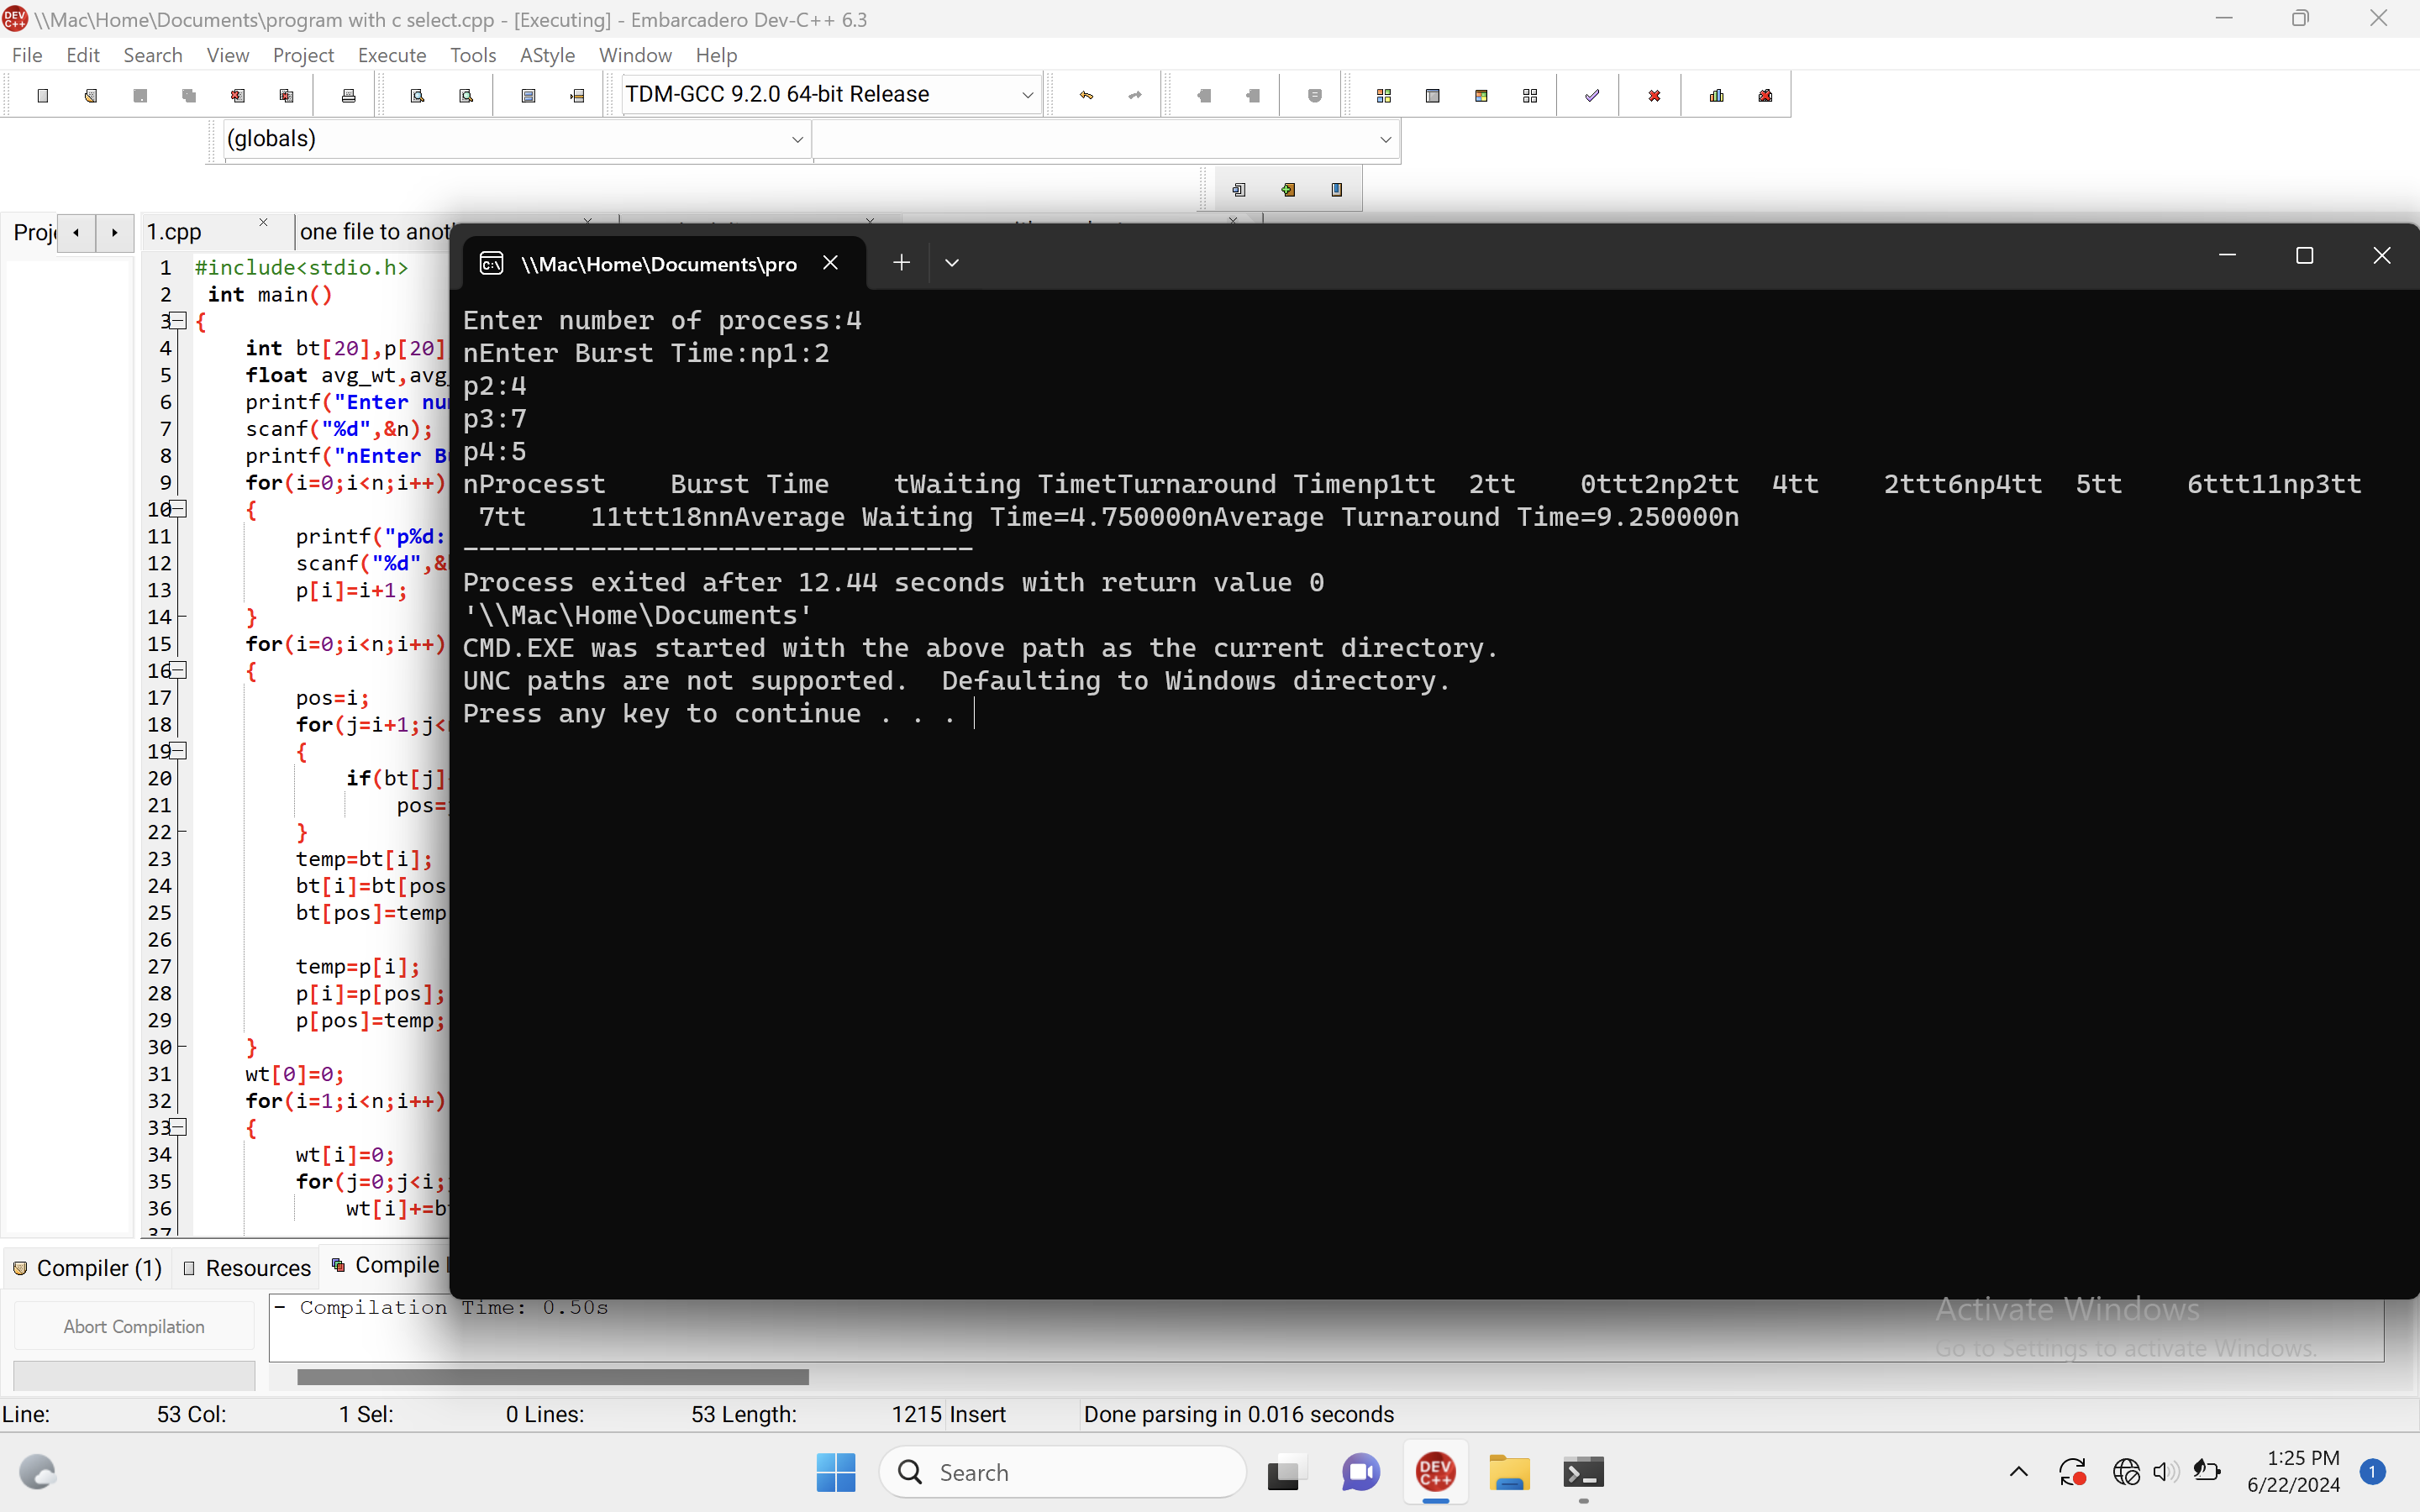 \\Mac\Home\Documents\program with c select.cpp - [Executing] - Embarcadero Dev-C++ 6.3
File Edit Search View Project Execute Tools AStyle Window Help
TDM-GCC 9.2.0 64-bit Release
(globals)
1.cpp
one file to
\\Mac\Home\Documents\pro
1 #include<stdio.h>
2 int main()
3 {
4 int bt[20],p[20]
5 float avg_wt,avg_
6 printf("Enter
7 scanf("%d",&n);
8 printf("nEnter
9 for(i=0;i<n;i++)
10 {
11 printf("p%d:
12 scanf("%d",&
13 p[i]=i+1;
14 }
15 for(i=0;i<n;i++)
16 {
17 pos=i;
18 for(j=i+1;j<
19 {
20 if(bt[j]
21 pos=
22 }
23 temp=bt[i];
24 bt[i]=bt[pos
25 bt[pos]=temp
26
27 temp=p[i];
28 p[i]=p[pos];
29 p[pos]=temp;
30 }
31 wt[0]=0;
32 for(i=1;i<n;i++)
33 {
34 wt[i]=0;
35 for(j=0;j<i;
36 wt[i]+=b
37
Enter number of process:4
nEnter Burst Time:np1:2
p2:4
p3:7
p4:5
nProcesst    Burst Time    tWaiting TimetTurnaround Timenp1tt  2tt    0ttt2np2tt  4tt    2ttt6np4tt  5tt    6ttt11np3tt
 7tt    11ttt18nnAverage Waiting Time=4.750000nAverage Turnaround Time=9.250000n
--------------------------------
Process exited after 12.44 seconds with return value 0
'\\Mac\Home\Documents'
CMD.EXE was started with the above path as the current directory.
UNC paths are not supported.  Defaulting to Windows directory.
Press any key to continue . . .
Compiler (1) Resources Compile
Abort Compilation
- Compilation Time: 0.50s
Activate Windows
Go to Settings to activate Windows.
Line: 53 Col: 1 Sel: 0 Lines: 53 Length: 1215 Insert Done parsing in 0.016 seconds
Search
DEV C++
1:25 PM
6/22/2024
1